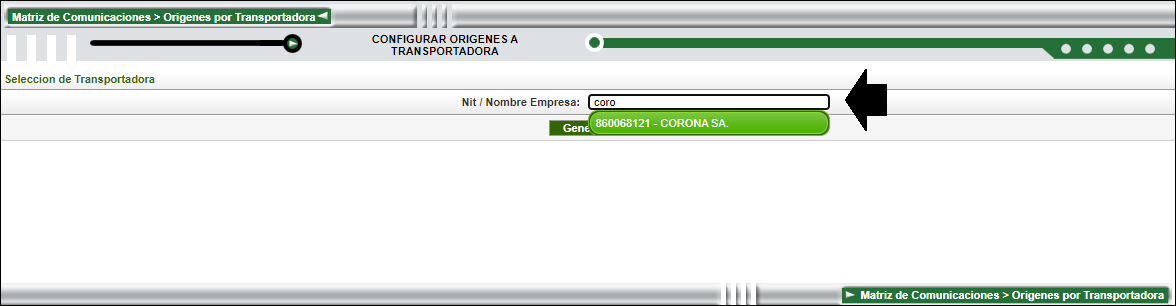 Matriz de Comunicaciones > Origenes por Transportadora
CONFIGURAR ORIGENES A
TRANSPORTADORA
Seleccion de Transportadora
Nit / Nombre Empresa: coro
860068121 - CORONA SA.
Gene
Matriz de Comunicaciones > Origenes por Transportadora